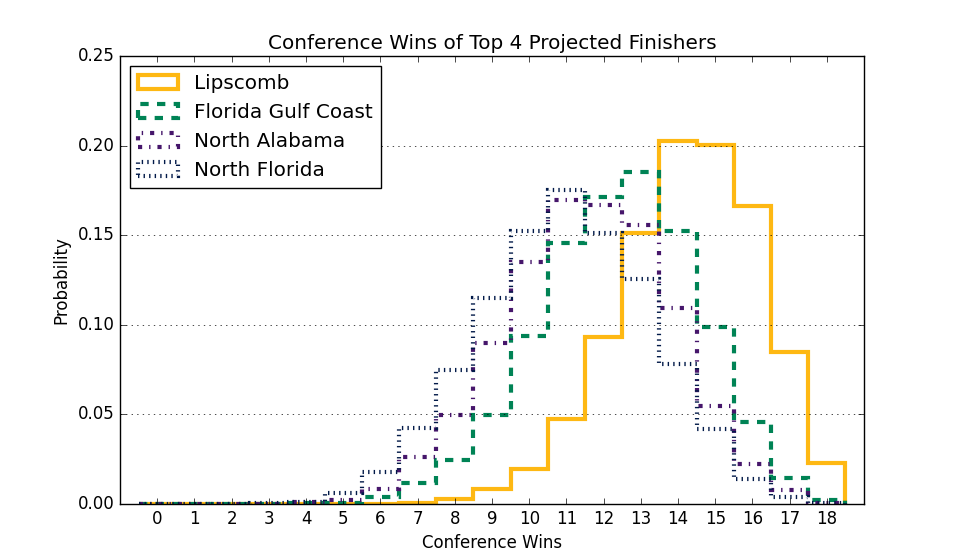 Conference Wins of Top 4 Projected Finishers
0.25
0.20
0.15
0.10
0.05
0.00
Probability
Lipscomb
Florida Gulf Coast
North Alabama
North Florida
0 1 2 3 4 5 6 7 8 9 10 11 12 13 14 15 16 17 18
Conference Wins